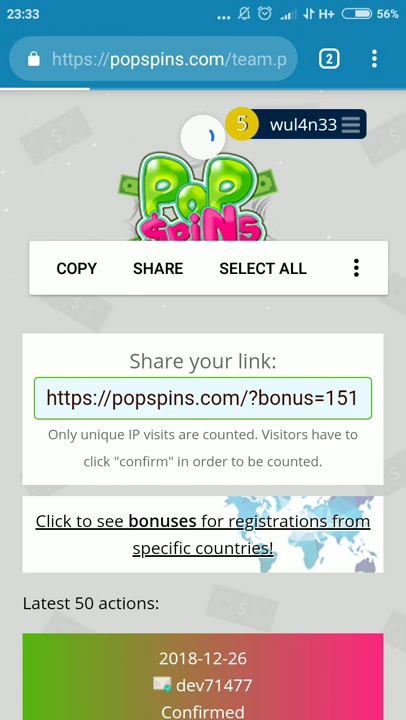 23:33
... H+ 56%
https://popspins.com/team.p
2
5 wul4n33
POP
$PiNS
COPY SHARE SELECT ALL
Share your link:
https://popspins.com/?bonus=151
Only unique IP visits are counted. Visitors have to
click "confirm" in order to be counted.
Click to see bonuses for registrations from
specific countries!
Latest 50 actions:
2018-12-26
dev71477
Confirmed